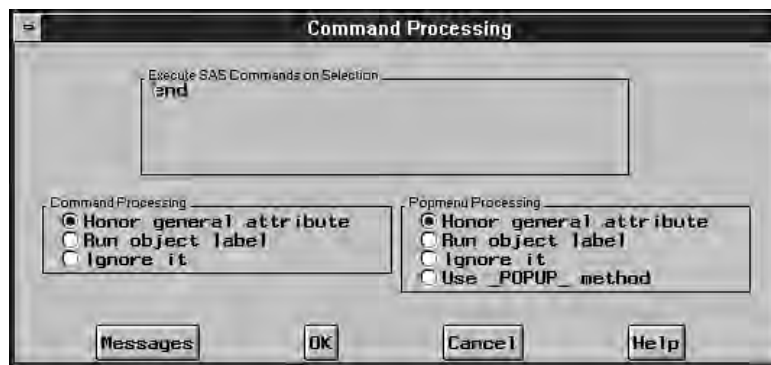 Command Processing
Execute SAS Commands on Selection
end
Command Processing
Honor general attribute
Run object label
Ignore it
Popmenu Processing
Honor general attribute
Run object label
Ignore it
Use _POPUP_ method
Messages OK Cancel Help